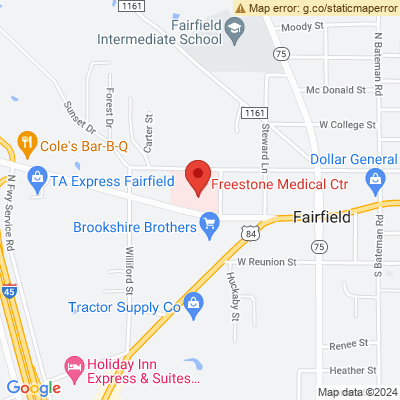 Map error: g.co/staticmaperror
Fairfield
Intermediate School
Moody St
75
1161
N Bateman Rd
Mc Donald St
Forest Dr
Sunset Dr
Carter St
1161
Steward Ln
W College St
Cole's Bar-B-Q
Dollar General
TA Express Fairfield
Freestone Medical Ctr
N Fwy Service Rd
Brookshire Brothers
Fairfield
84
75
Williford St
W Reunion St
S Bateman Rd
45
Huckaby St
Tractor Supply Co
Renee St
Holiday Inn
Express & Suites...
Heather St
Google
Map data ©2024